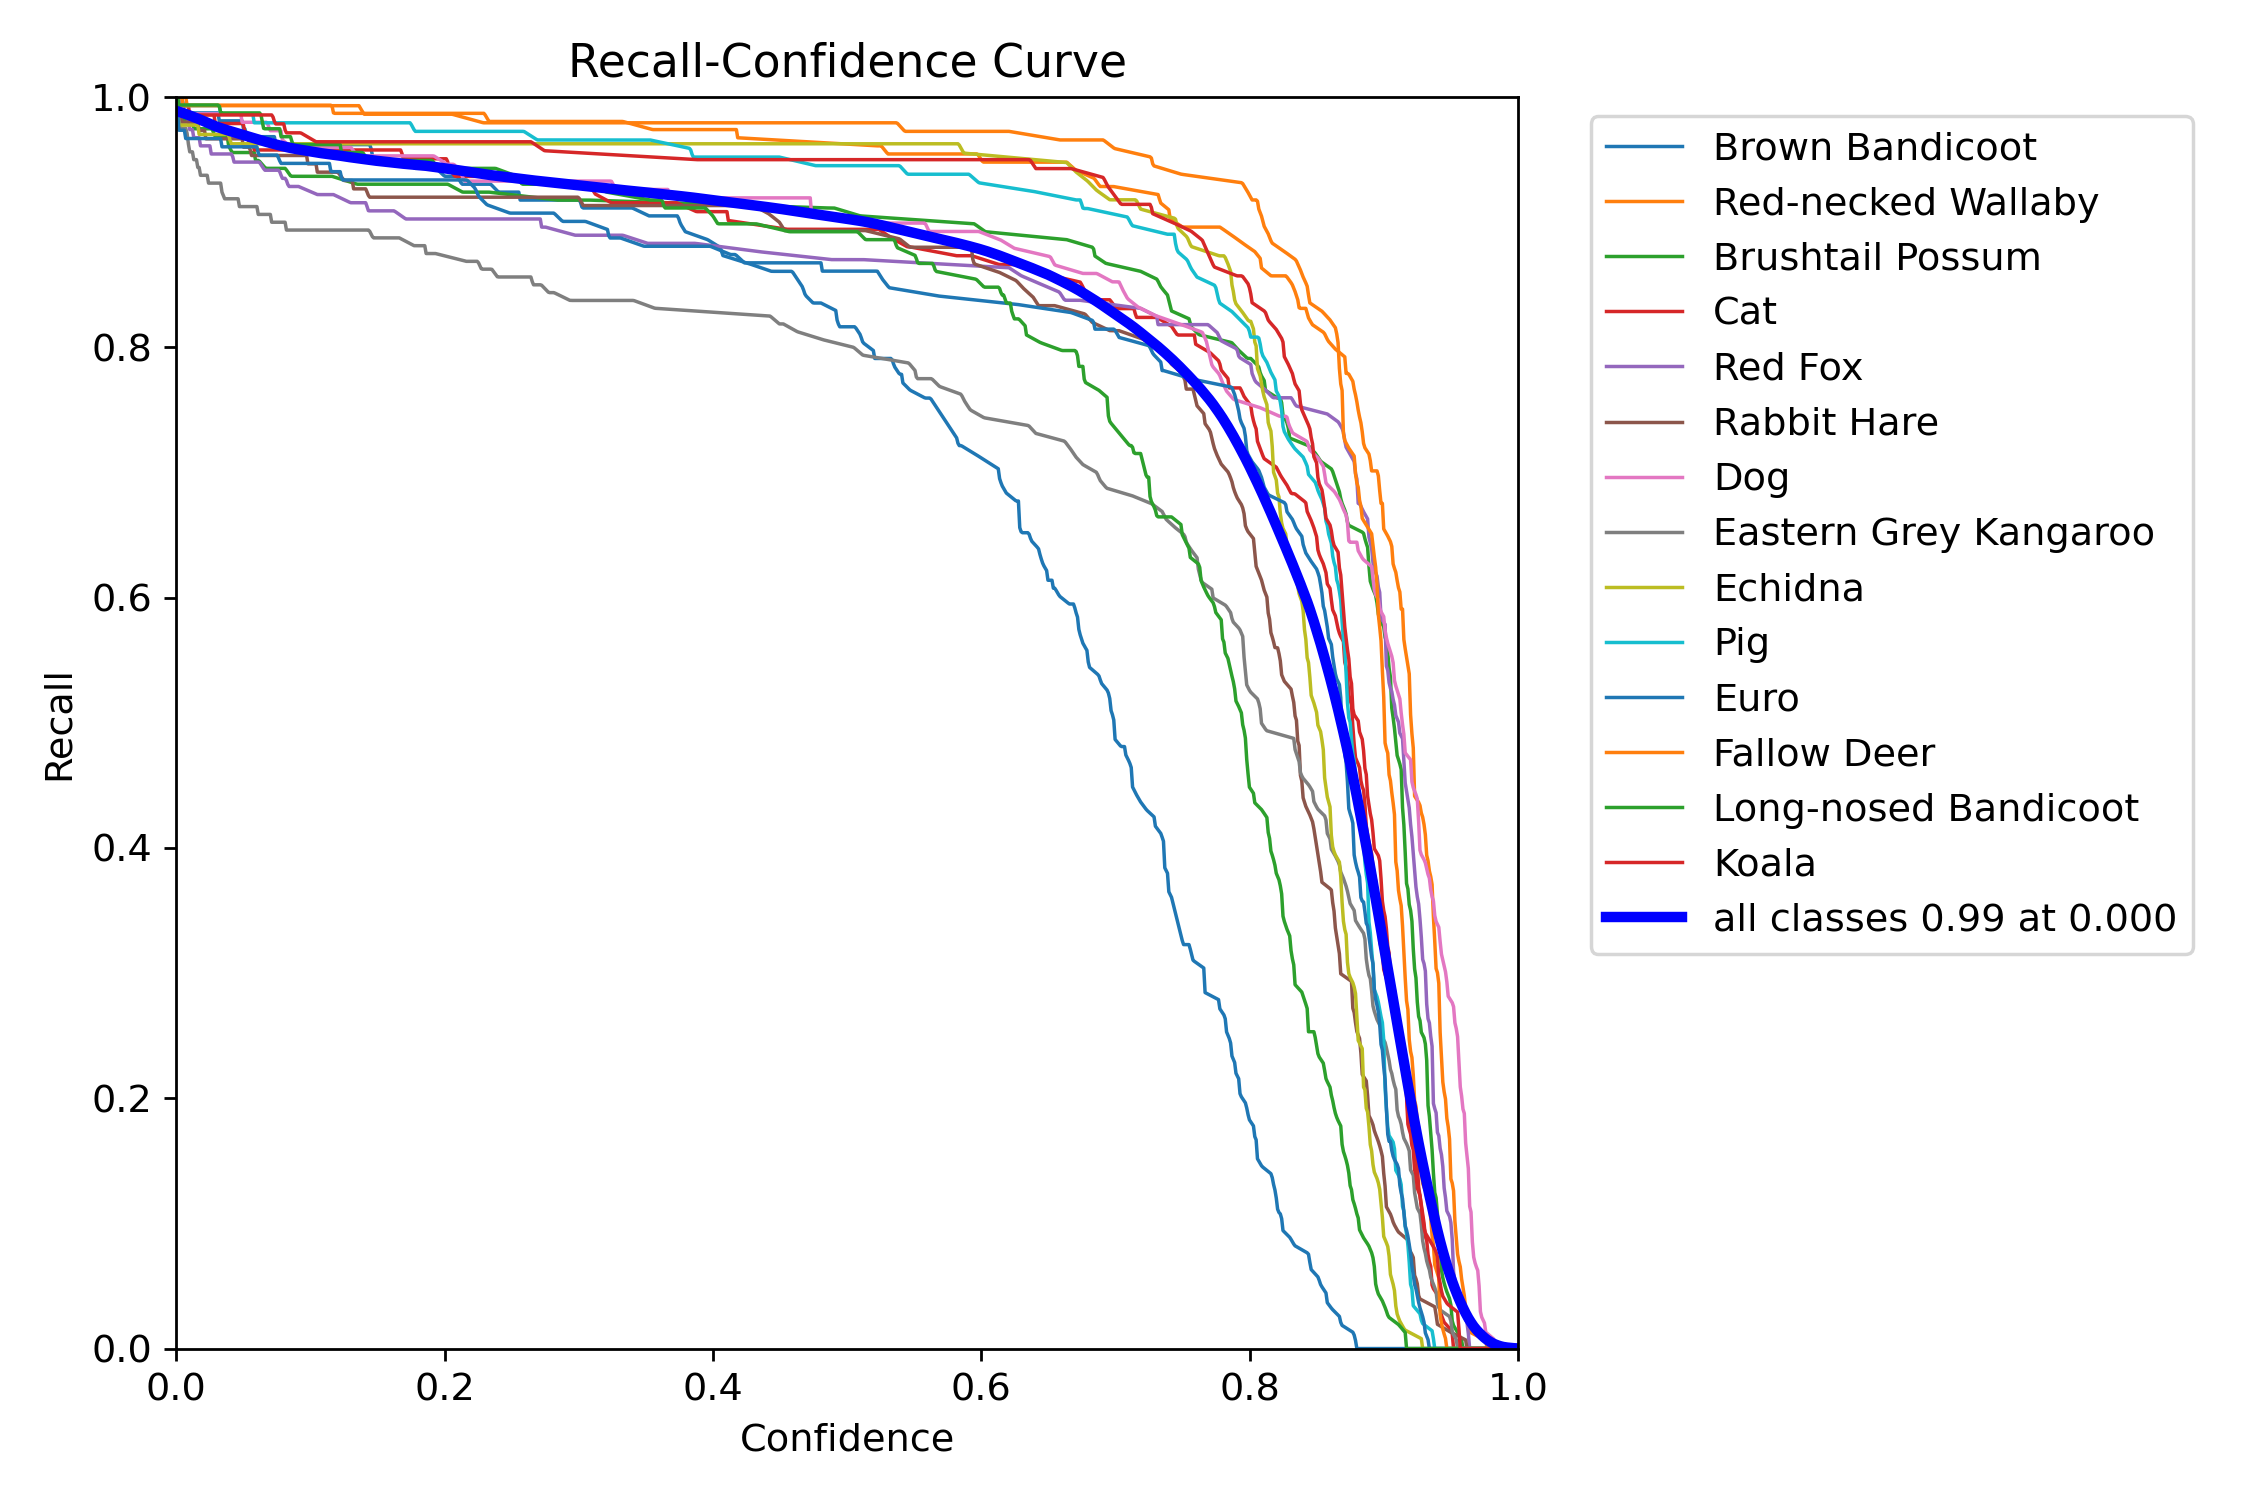 Recall-Confidence Curve
1.0
0.8
0.6
0.4
0.2
0.0
Recall
0.0 0.2 0.4 0.6 0.8 1.0
Confidence
Brown Bandicoot
Red-necked Wallaby
Brushtail Possum
Cat
Red Fox
Rabbit Hare
Dog
Eastern Grey Kangaroo
Echidna
Pig
Euro
Fallow Deer
Long-nosed Bandicoot
Koala
all classes 0.99 at 0.000